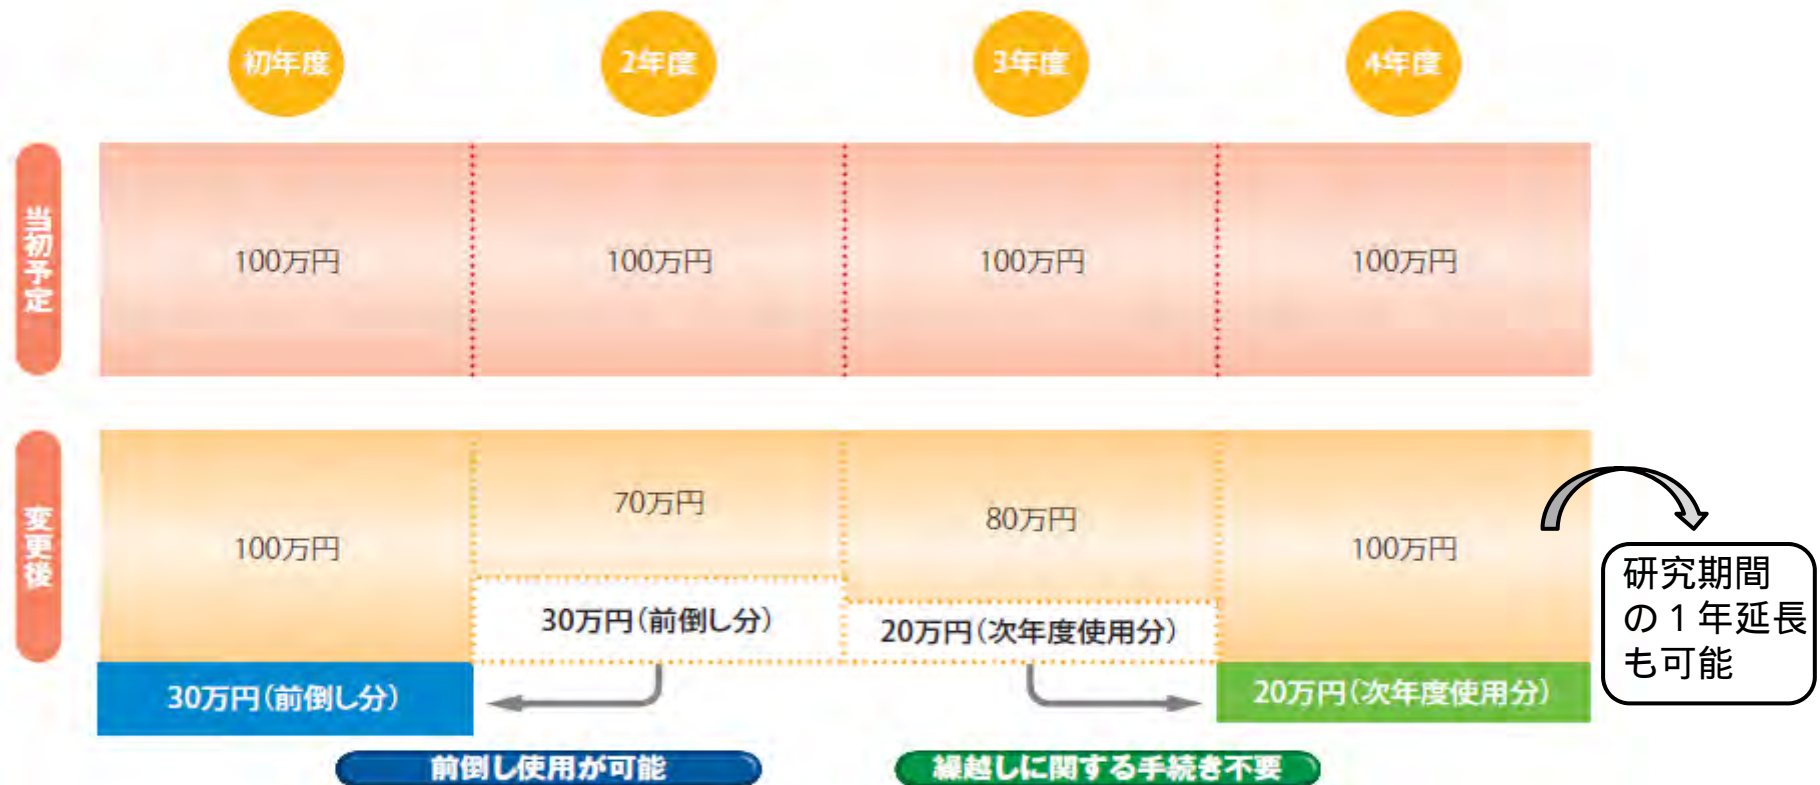 初年度
2年度
3年度
4年度
当初予定
100万円
100万円
100万円
100万円
変更後
100万円
70万円
80万円
100万円
30万円(前倒し分)
20万円(次年度使用分)
30万円(前倒し分)
20万円(次年度使用分)
研究期間
の1年延長
も可能
前倒し使用が可能
繰越しに関する手続き不要